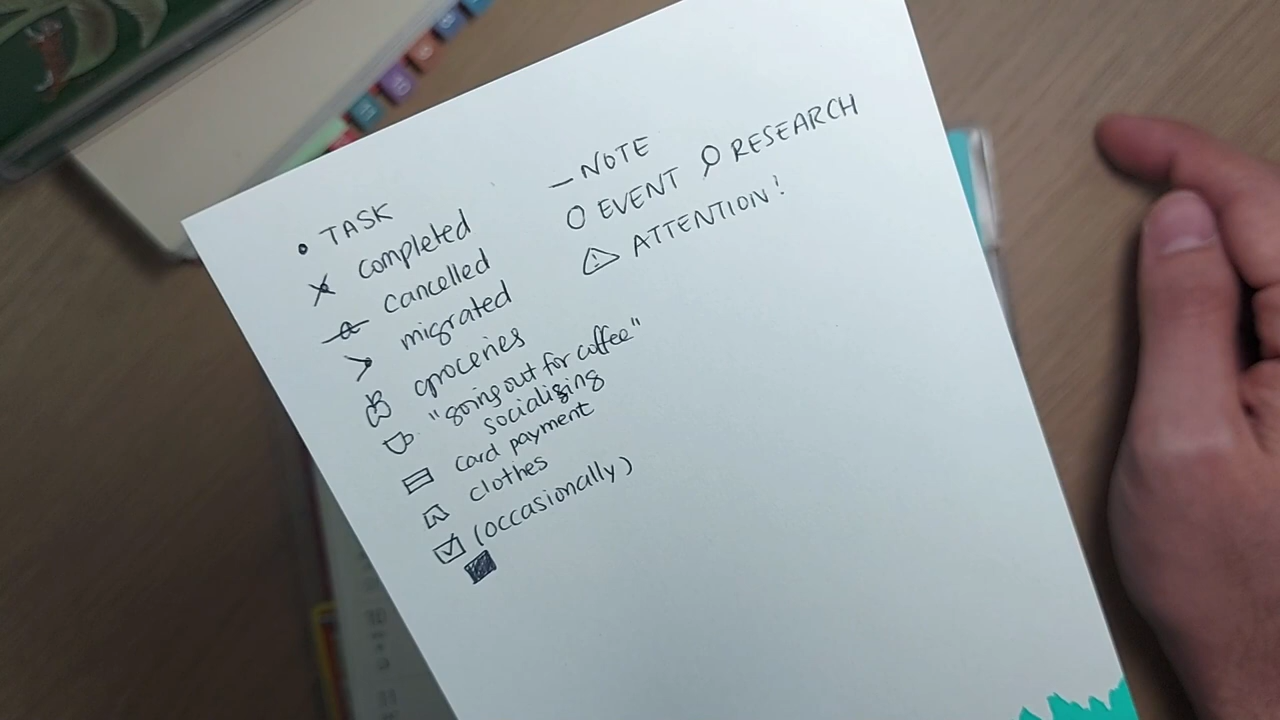 • TASK
x completed
cancelled
> migrated
groceries
"going out for coffee"
socialising
card payment
clothes
(occasionally)
– NOTE
O EVENT
RESEARCH
ATTENTION!